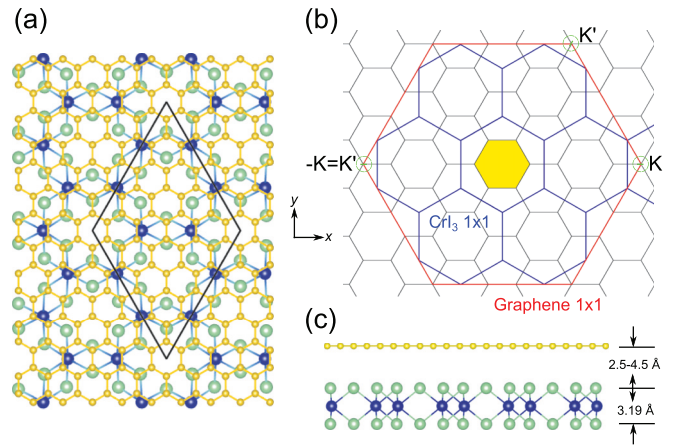 (a)
(b)
K'
-K=K'
K
y
x
CrI₃ 1x1
Graphene 1x1
(c)
2.5-4.5 Å
3.19 Å